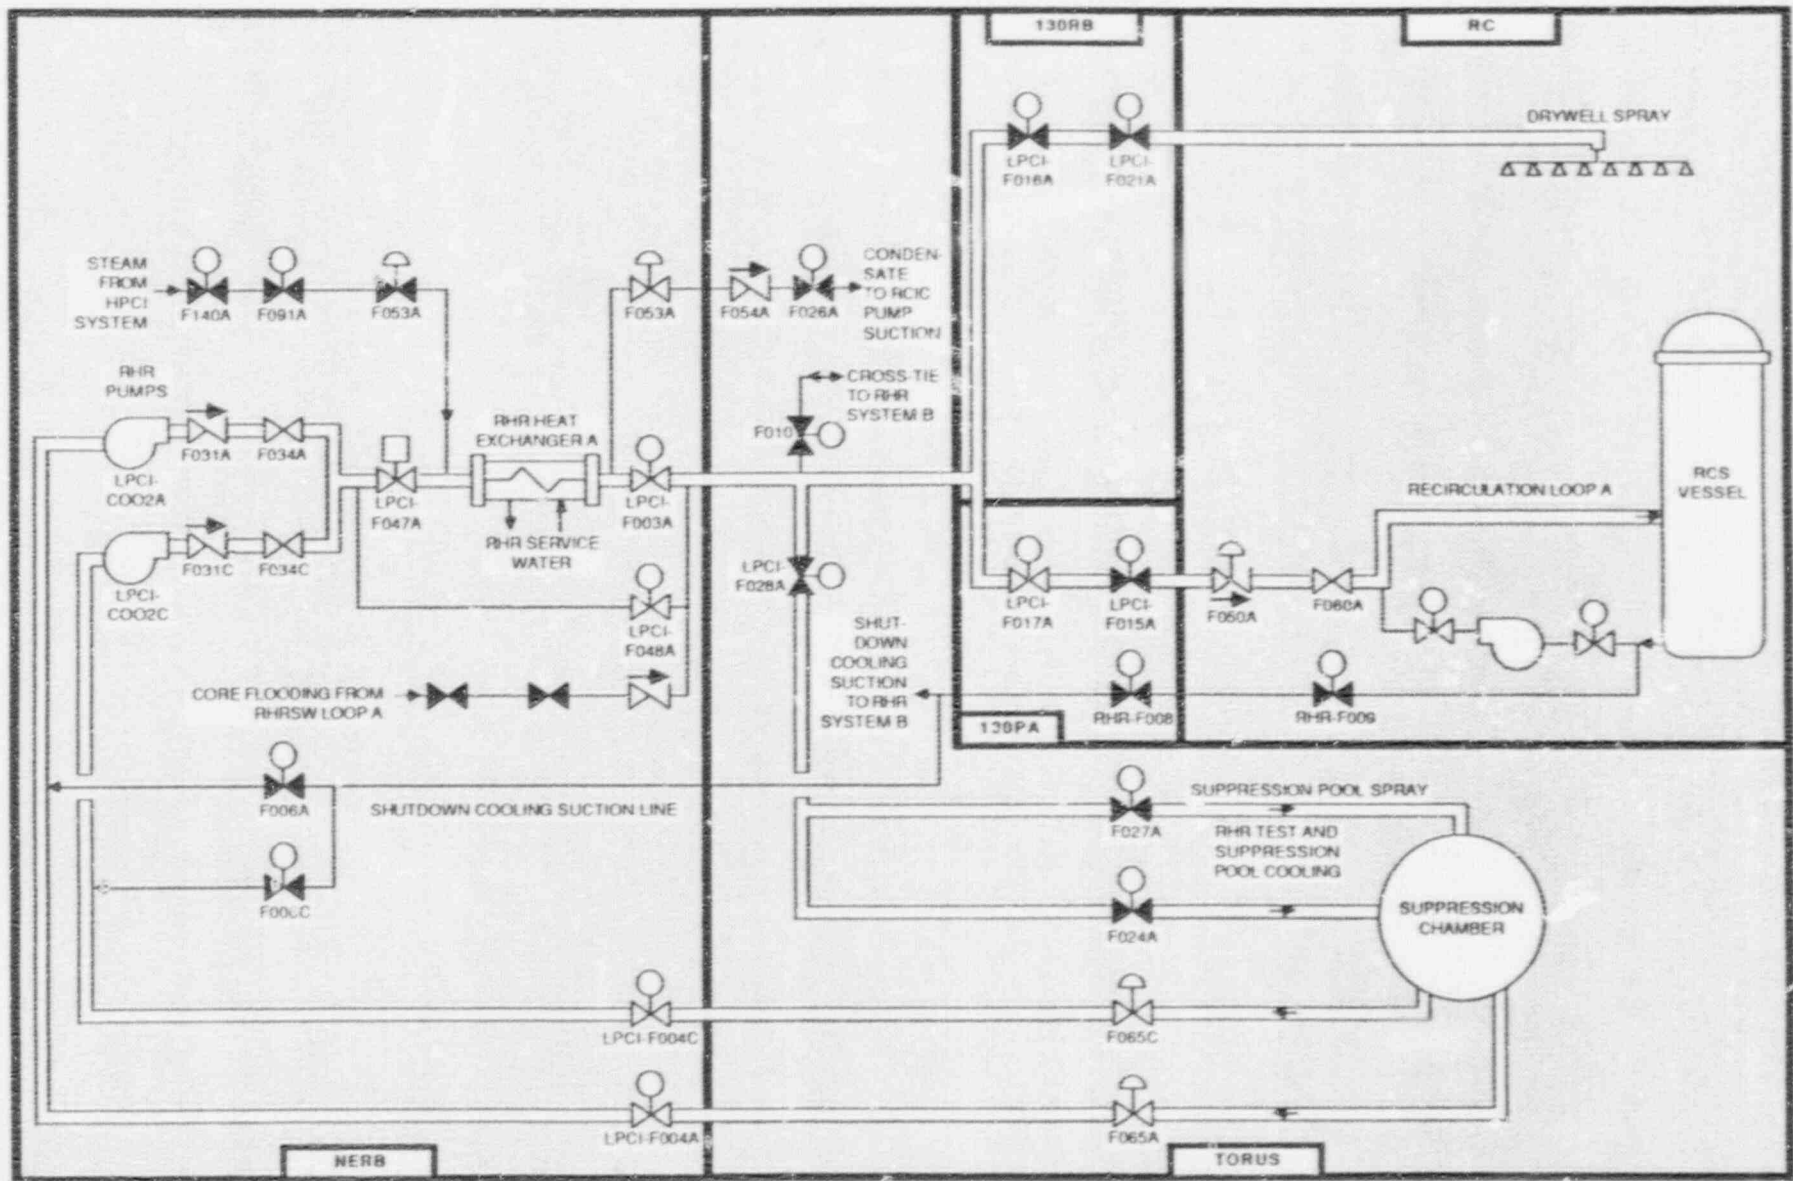 130RB
RC
DRYWELL SPRAY
LPCI-
F016A
LPCI-
F021A
STEAM
FROM
HPCI
SYSTEM
F140A
F091A
F053A
F053A
F054A
F026A
CONDEN-
SATE
TO RCIC
PUMP
SUCTION
RHR
PUMPS
CROSS-TIE
TO RHR
SYSTEM B
F010
RHR HEAT
EXCHANGER A
F031A
F034A
LPCI-
COO2A
LPCI-
F047A
LPCI-
F003A
RHR SERVICE
WATER
RECIRCULATION LOOP A
RCS
VESSEL
F031C
F034C
LPCI-
COO2C
LPCI-
F028A
LPCI-
F048A
LPCI-
F017A
LPCI-
F015A
F050A
F060A
SHUT-
DOWN
COOLING
SUCTION
TO RHR
SYSTEM B
CORE FLOODING FROM
RHRSW LOOP A
RHR-F008
RHR-F009
130PA
F006A
SHUTDOWN COOLING SUCTION LINE
SUPPRESSION POOL SPRAY
F027A
RHR TEST AND
SUPPRESSION
POOL COOLING
F024A
SUPPRESSION
CHAMBER
LPCI-F004C
F065C
LPCI-F004A
F065A
NERB
TORUS